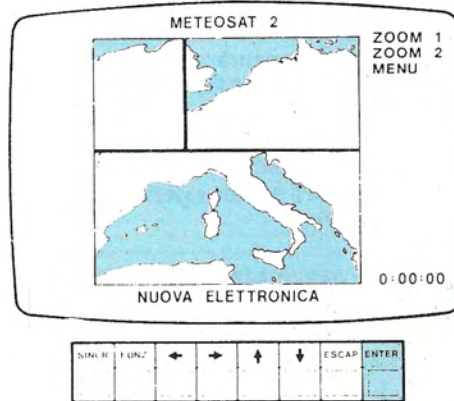 METEOSAT 2
ZOOM 1
ZOOM 2
MENU
0:00:00
NUOVA ELETTRONICA
SINCR FUNZ ← → ↑ ↓ ESCAP ENTER